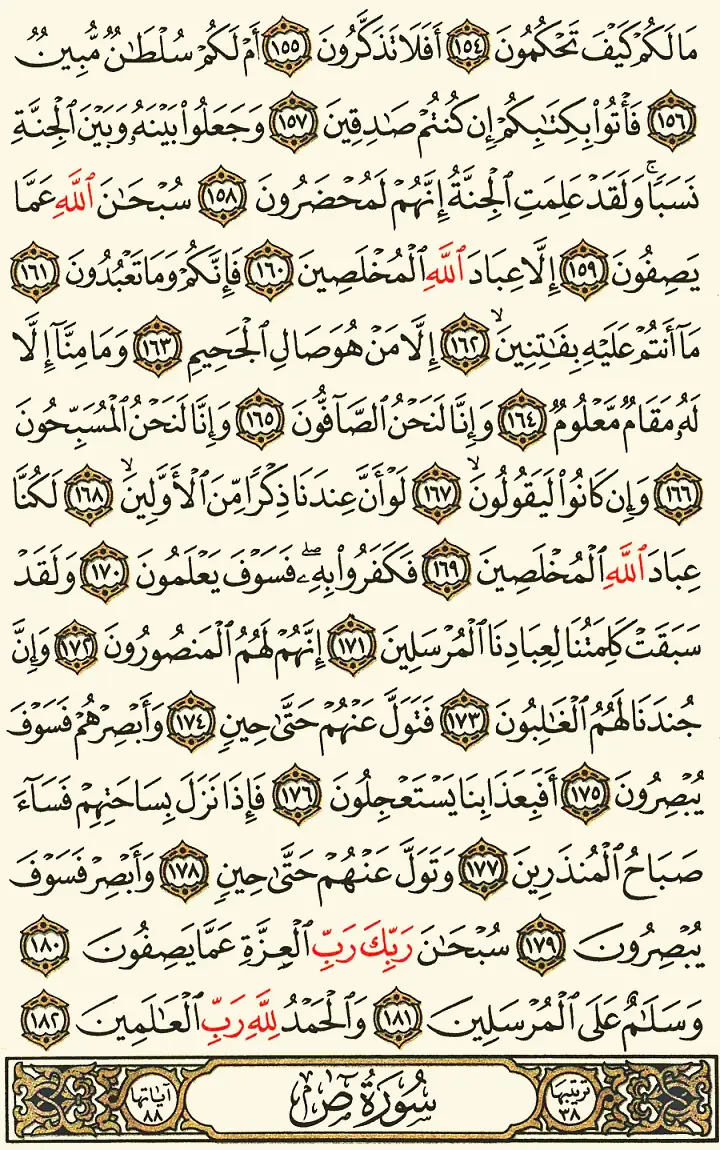 مَا لَكُمْ كَيْفَ تَحْكُمُونَ ١٥٤ أَفَلَا تَذَكَّرُونَ ١٥٥ أَمْ لَكُمْ سُلْطَٰنٌ مُّبِينٌ
١٥٦ فَأْتُوا۟ بِكِتَٰبِكُمْ إِن كُنتُمْ صَٰدِقِينَ ١٥٧ وَجَعَلُوا۟ بَيْنَهُۥ وَبَيْنَ ٱلْجِنَّةِ
نَسَبًا ۚ وَلَقَدْ عَلِمَتِ ٱلْجِنَّةُ إِنَّهُمْ لَمُحْضَرُونَ ١٥٨ سُبْحَٰنَ ٱللَّهِ عَمَّا
يَصِفُونَ ١٥٩ إِلَّا عِبَادَ ٱللَّهِ ٱلْمُخْلَصِينَ ١٦٠ فَإِنَّكُمْ وَمَا تَعْبُدُونَ ١٦١
مَآ أَنتُمْ عَلَيْهِ بِفَٰتِنِينَ ۙ ١٦٢ إِلَّا مَنْ هُوَ صَالِ ٱلْجَحِيمِ ١٦٣ وَمَا مِنَّآ إِلَّا
لَهُۥ مَقَامٌ مَّعْلُومٌ ١٦٤ وَإِنَّا لَنَحْنُ ٱلصَّآفُّونَ ١٦٥ وَإِنَّا لَنَحْنُ ٱلْمُسَبِّحُونَ
١٦٦ وَإِن كَانُوا۟ لَيَقُولُونَ ۙ ١٦٧ لَوْ أَنَّ عِندَنَا ذِكْرًا مِّنَ ٱلْأَوَّلِينَ ۙ ١٦٨ لَكُنَّا
عِبَادَ ٱللَّهِ ٱلْمُخْلَصِينَ ١٦٩ فَكَفَرُوا۟ بِهِۦ ۖ فَسَوْفَ يَعْلَمُونَ ١٧٠ وَلَقَدْ
سَبَقَتْ كَلِمَتُنَا لِعِبَادِنَا ٱلْمُرْسَلِينَ ١٧١ إِنَّهُمْ لَهُمُ ٱلْمَنصُورُونَ ١٧٢ وَإِنَّ
جُندَنَا لَهُمُ ٱلْغَٰلِبُونَ ١٧٣ فَتَوَلَّ عَنْهُمْ حَتَّىٰ حِينٍ ١٧٤ وَأَبْصِرْهُمْ فَسَوْفَ
يُبْصِرُونَ ١٧٥ أَفَبِعَذَابِنَا يَسْتَعْجِلُونَ ١٧٦ فَإِذَا نَزَلَ بِسَاحَتِهِمْ فَسَآءَ
صَبَاحُ ٱلْمُنذَرِينَ ١٧٧ وَتَوَلَّ عَنْهُمْ حَتَّىٰ حِينٍ ١٧٨ وَأَبْصِرْ فَسَوْفَ
يُبْصِرُونَ ١٧٩ سُبْحَٰنَ رَبِّكَ رَبِّ ٱلْعِزَّةِ عَمَّا يَصِفُونَ ١٨٠
وَسَلَٰمٌ عَلَى ٱلْمُرْسَلِينَ ١٨١ وَٱلْحَمْدُ لِلَّهِ رَبِّ ٱلْعَٰلَمِينَ ١٨٢
ترتيبها ٣٨ سُورَةُ صٓ آياتها ٨٨